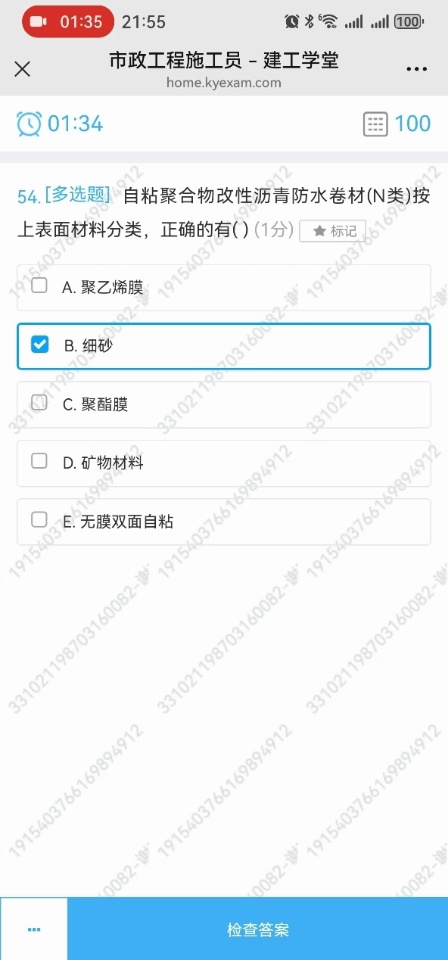 01:35 21:55 100
市政工程施工员 – 建工学堂
home.kyexam.com
01:34 100
54.[多选题] 自粘聚合物改性沥青防水卷材(N类)按
上表面材料分类，正确的有( ) (1分) ★ 标记
A. 聚乙烯膜
B. 细砂
C. 聚酯膜
D. 矿物材料
E. 无膜双面自粘
1915403766169894912
331021198703160082-谢
检查答案